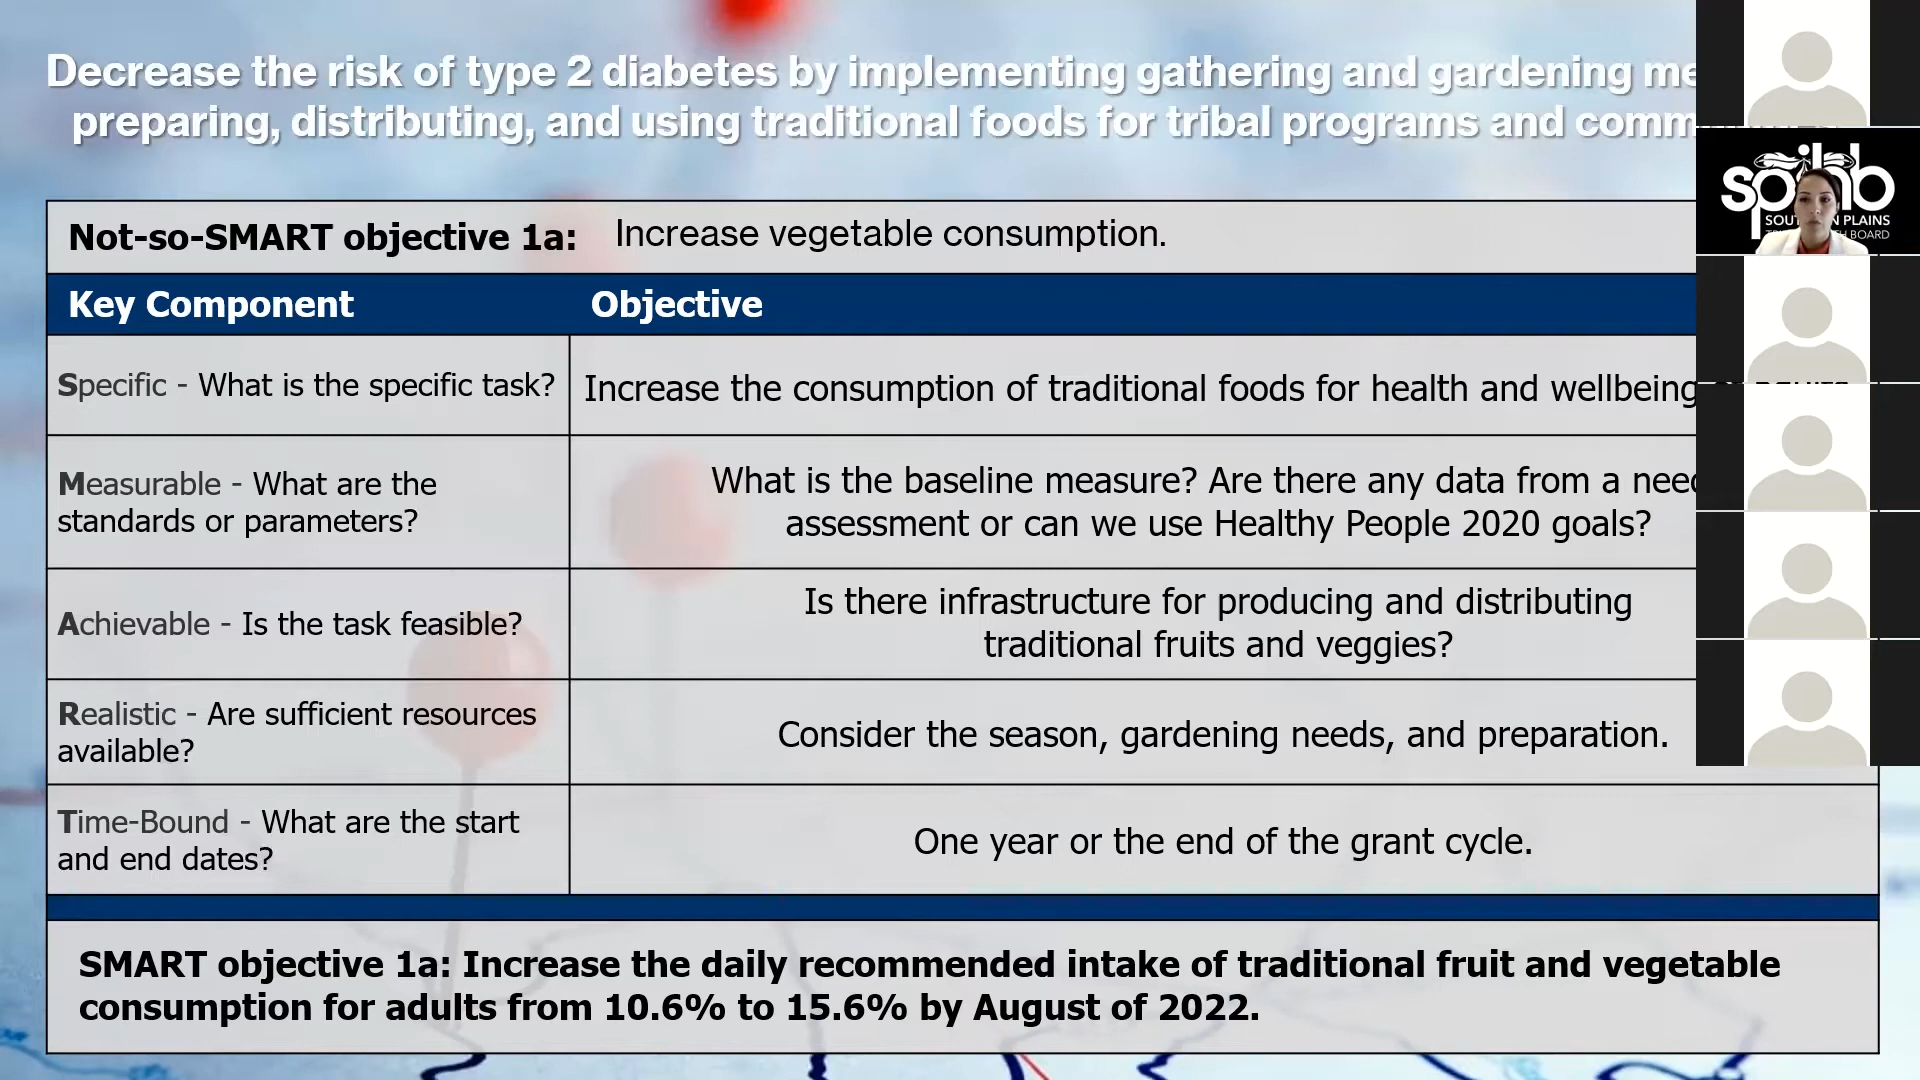 Decrease the risk of type 2 diabetes by implementing gathering and gardening
preparing, distributing, and using traditional foods for tribal programs and
Not-so-SMART objective 1a: Increase vegetable consumption.
Key Component Objective
Specific - What is the specific task? Increase the consumption of traditional foods for health and wellbeing
Measurable - What are the
standards or parameters?
What is the baseline measure? Are there any data from a
assessment or can we use Healthy People 2020 goals?
Achievable - Is the task feasible?
Is there infrastructure for producing and distributing
traditional fruits and veggies?
Realistic - Are sufficient resources
available?
Consider the season, gardening needs, and preparation.
Time-Bound - What are the start
and end dates?
One year or the end of the grant cycle.
SMART objective 1a: Increase the daily recommended intake of traditional fruit and vegetable
consumption for adults from 10.6% to 15.6% by August of 2022.
PLAINS
BOARD